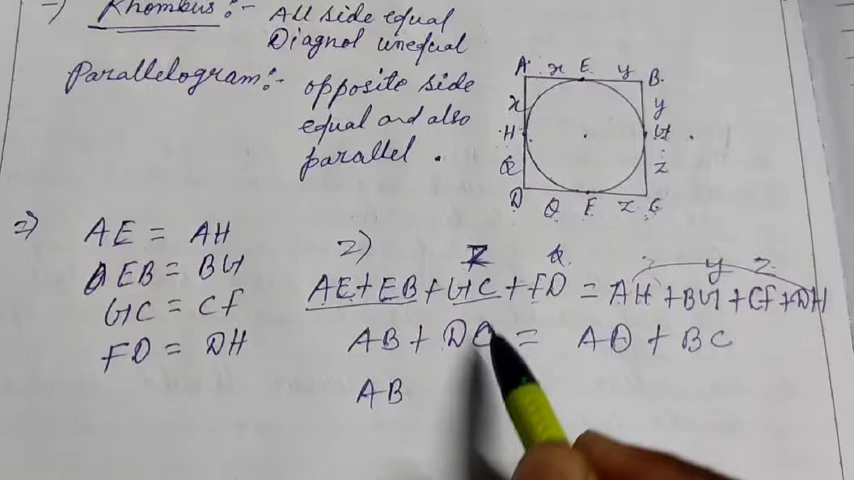 -) Rhombus:- All side equal
Diagnol unequal
Parallelogram:- opposite side
equal and also
parallel.
A x E y B
x y
H G
Q z
D Q F z C
=) AE = AH
EB = BG
GC = CF
FD = DH
2)
z Q
AE+EB+GC+FD = AH+BG+CF+DH
y z
AB + DC = AD + BC
AB